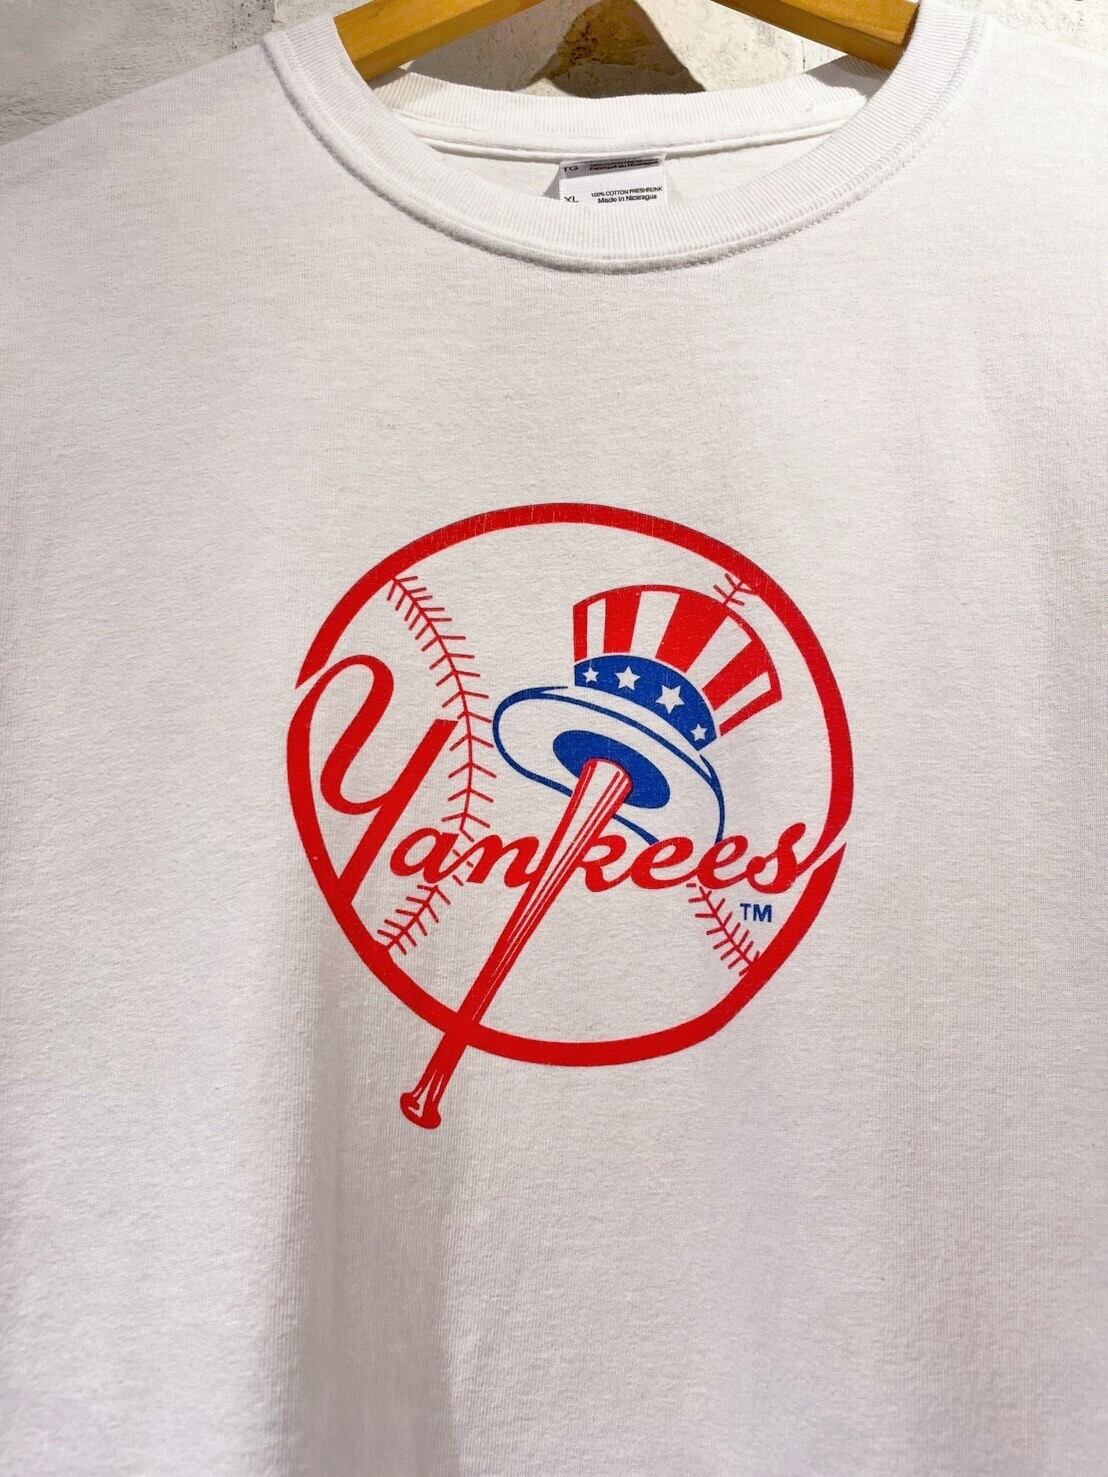 TG
XL
100% COTTON PRESHRUNK
Made in Nicaragua
Yankees
TM